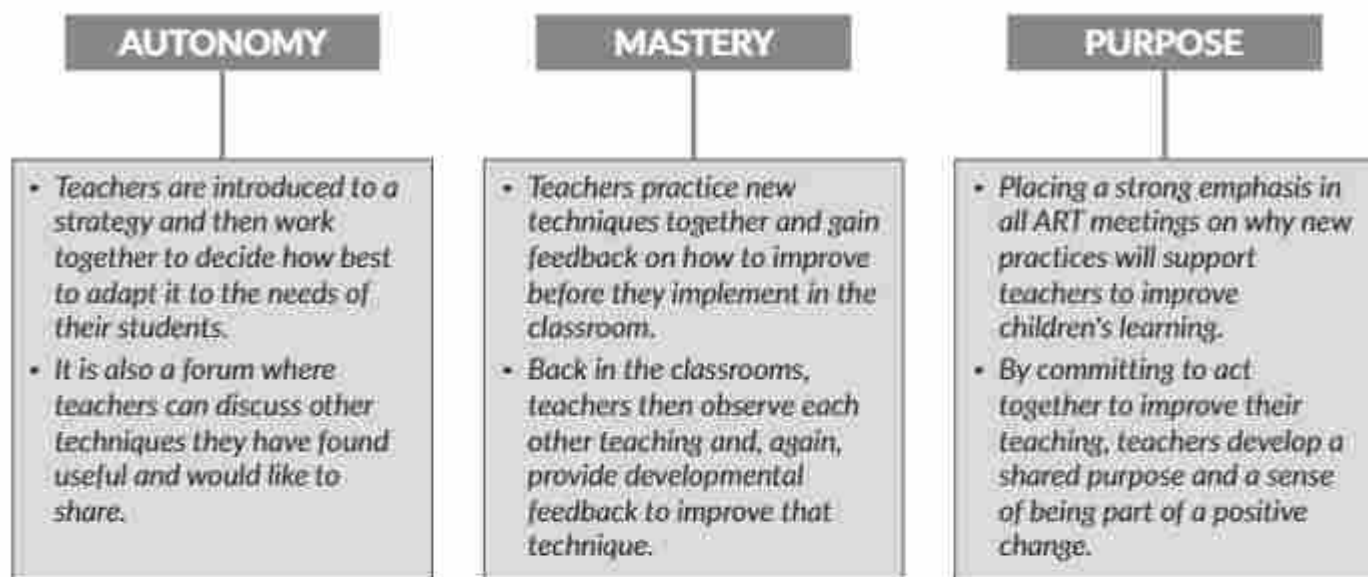 AUTONOMY
• Teachers are introduced to a
strategy and then work
together to decide how best
to adapt it to the needs of
their students.
• It is also a forum where
teachers can discuss other
techniques they have found
useful and would like to
share.
MASTERY
• Teachers practice new
techniques together and gain
feedback on how to improve
before they implement in the
classroom.
• Back in the classrooms,
teachers then observe each
other teaching and, again,
provide developmental
feedback to improve that
technique.
PURPOSE
• Placing a strong emphasis in
all ART meetings on why new
practices will support
teachers to improve
children's learning.
• By committing to act
together to improve their
teaching, teachers develop a
shared purpose and a sense
of being part of a positive
change.